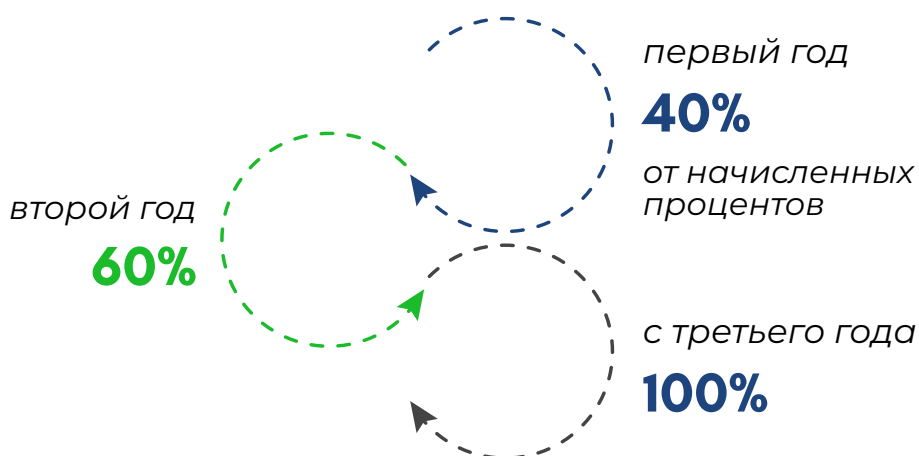 первый год
40%
от начисленных
процентов
второй год
60%
с третьего года
100%